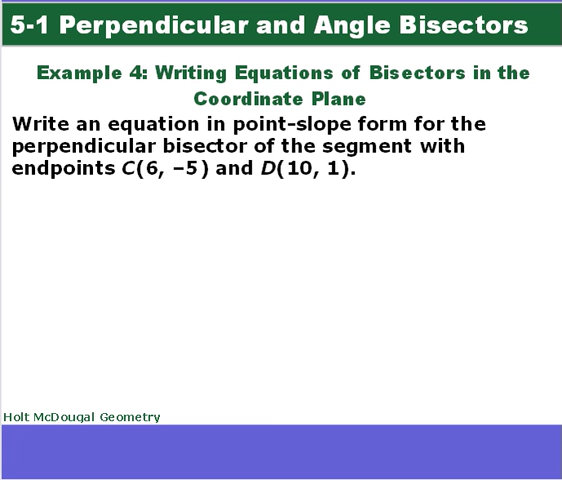 5-1 Perpendicular and Angle Bisectors
Example 4: Writing Equations of Bisectors in the
Coordinate Plane
Write an equation in point-slope form for the
perpendicular bisector of the segment with
endpoints C(6, –5) and D(10, 1).
Holt McDougal Geometry